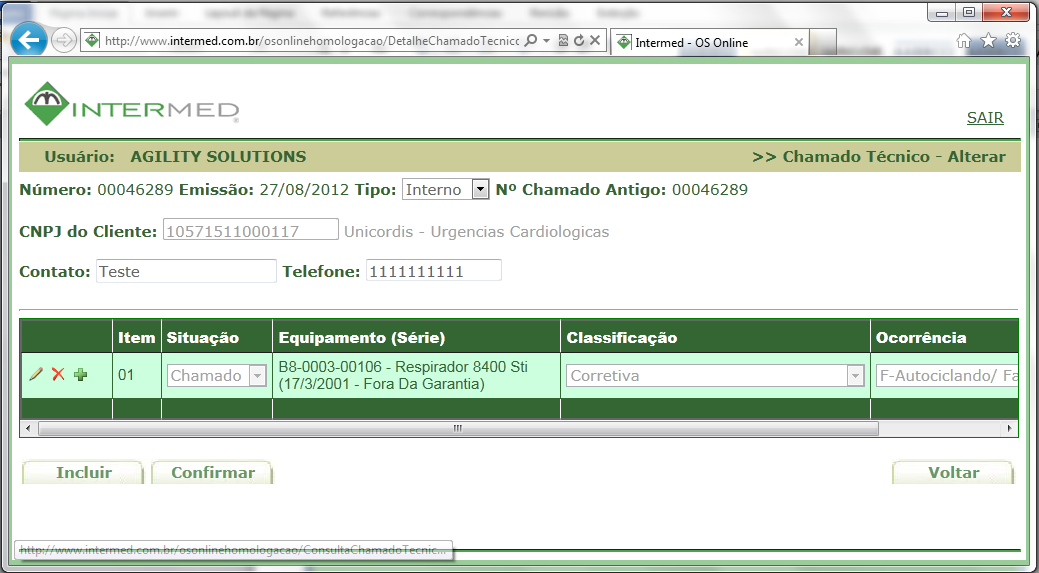 http://www.intermed.com.br/osonlinehomologacao/DetalheChamadoTecnico
Intermed - OS Online
INTERMED
SAIR
Usuário: AGILITY SOLUTIONS >> Chamado Técnico - Alterar
Número: 00046289 Emissão: 27/08/2012 Tipo: Interno Nº Chamado Antigo: 00046289
CNPJ do Cliente: 10571511000117 Unicordis - Urgencias Cardiologicas
Contato: Teste Telefone: 1111111111
Item Situação Equipamento (Série) Classificação Ocorrência
01 Chamado B8-0003-00106 - Respirador 8400 Sti (17/3/2001 - Fora Da Garantia) Corretiva F-Autociclando/ Fa
Incluir Confirmar Voltar
http://www.intermed.com.br/osonlinehomologacao/ConsultaChamadoTecnic...